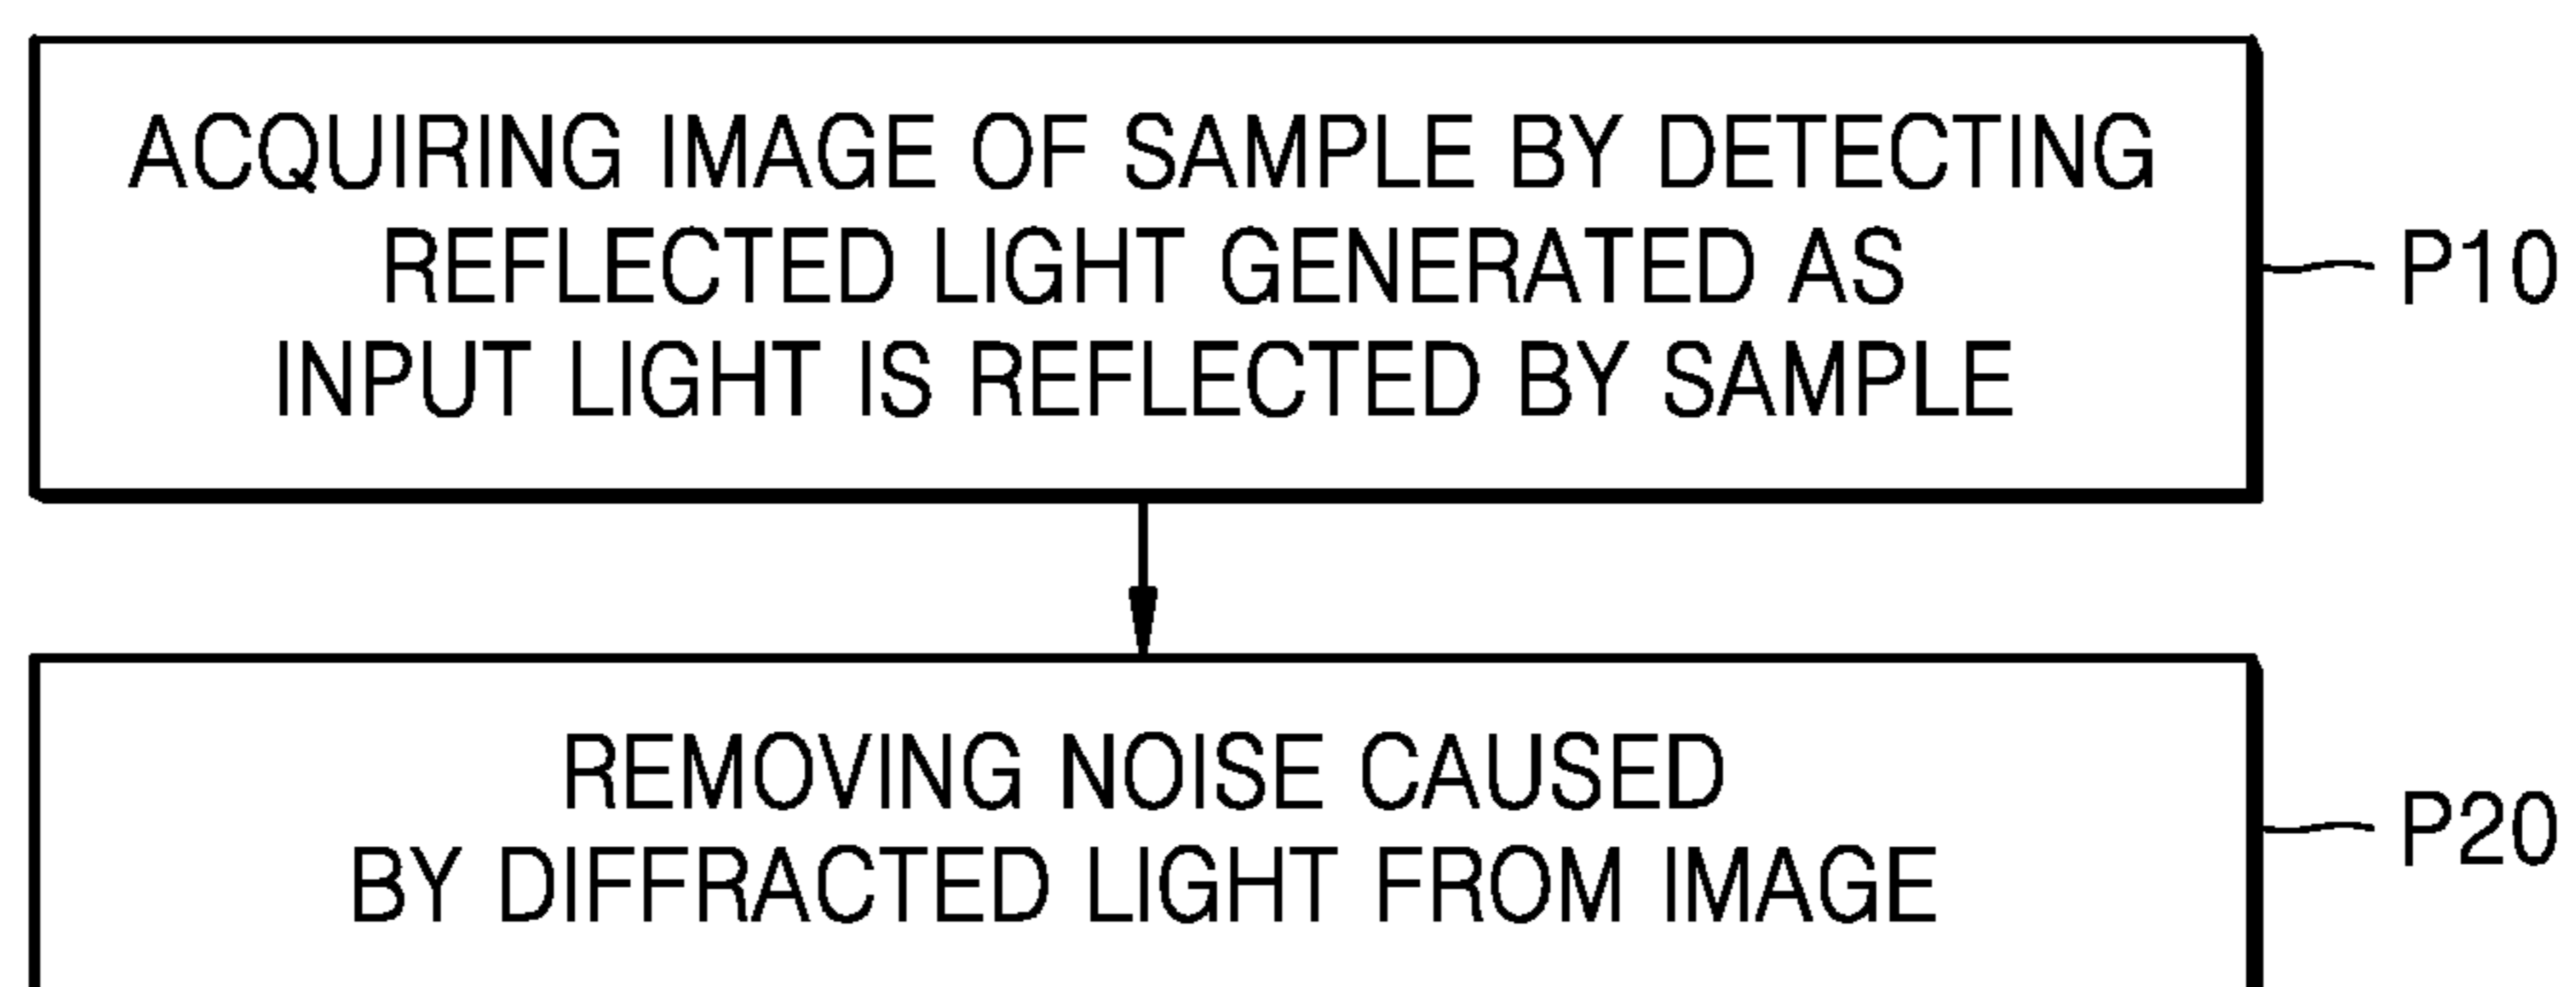 ACQUIRING IMAGE OF SAMPLE BY DETECTING
REFLECTED LIGHT GENERATED AS
INPUT LIGHT IS REFLECTED BY SAMPLE
P10
REMOVING NOISE CAUSED
BY DIFFRACTED LIGHT FROM IMAGE
P20